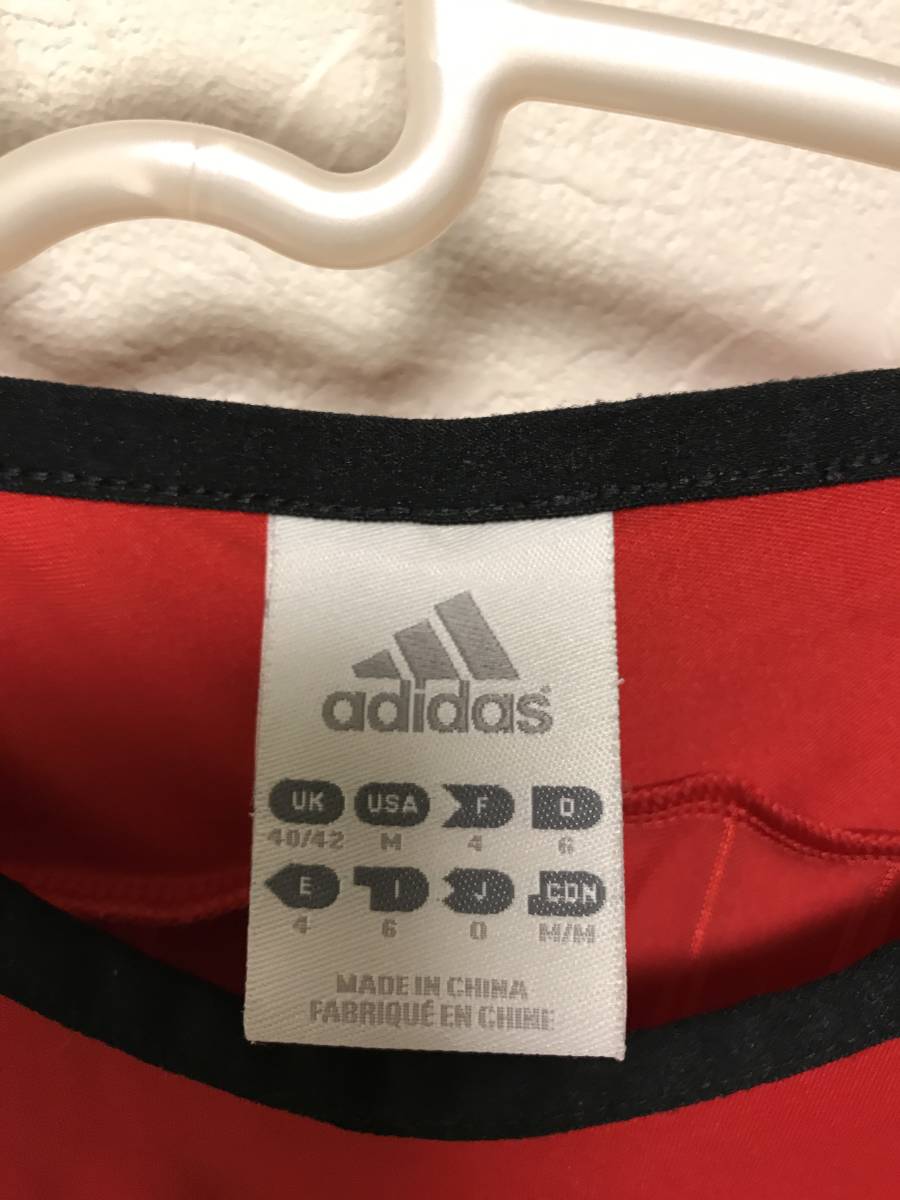 adidas
UK USA F D
40/42 M 4 6
E I J CDN
4 6 O M/M
MADE IN CHINA
FABRIQUÉ EN CHINE